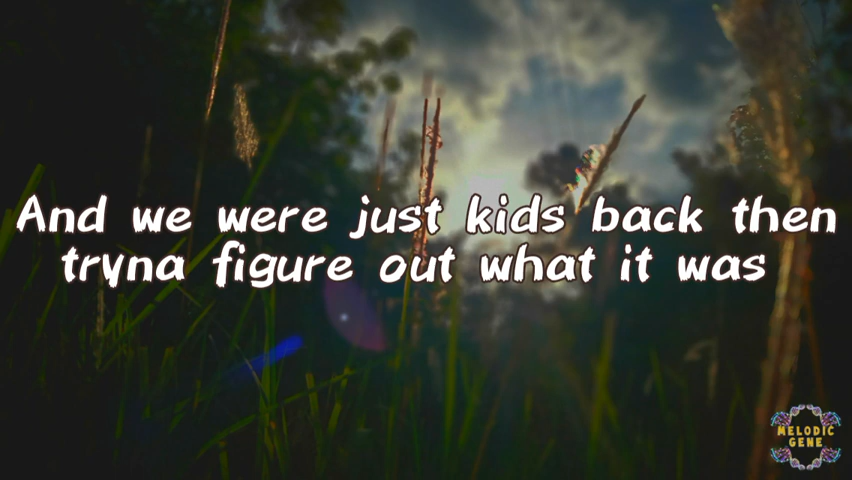 And we were just kids back then
tryna figure out what it was
MELODIC
GENE